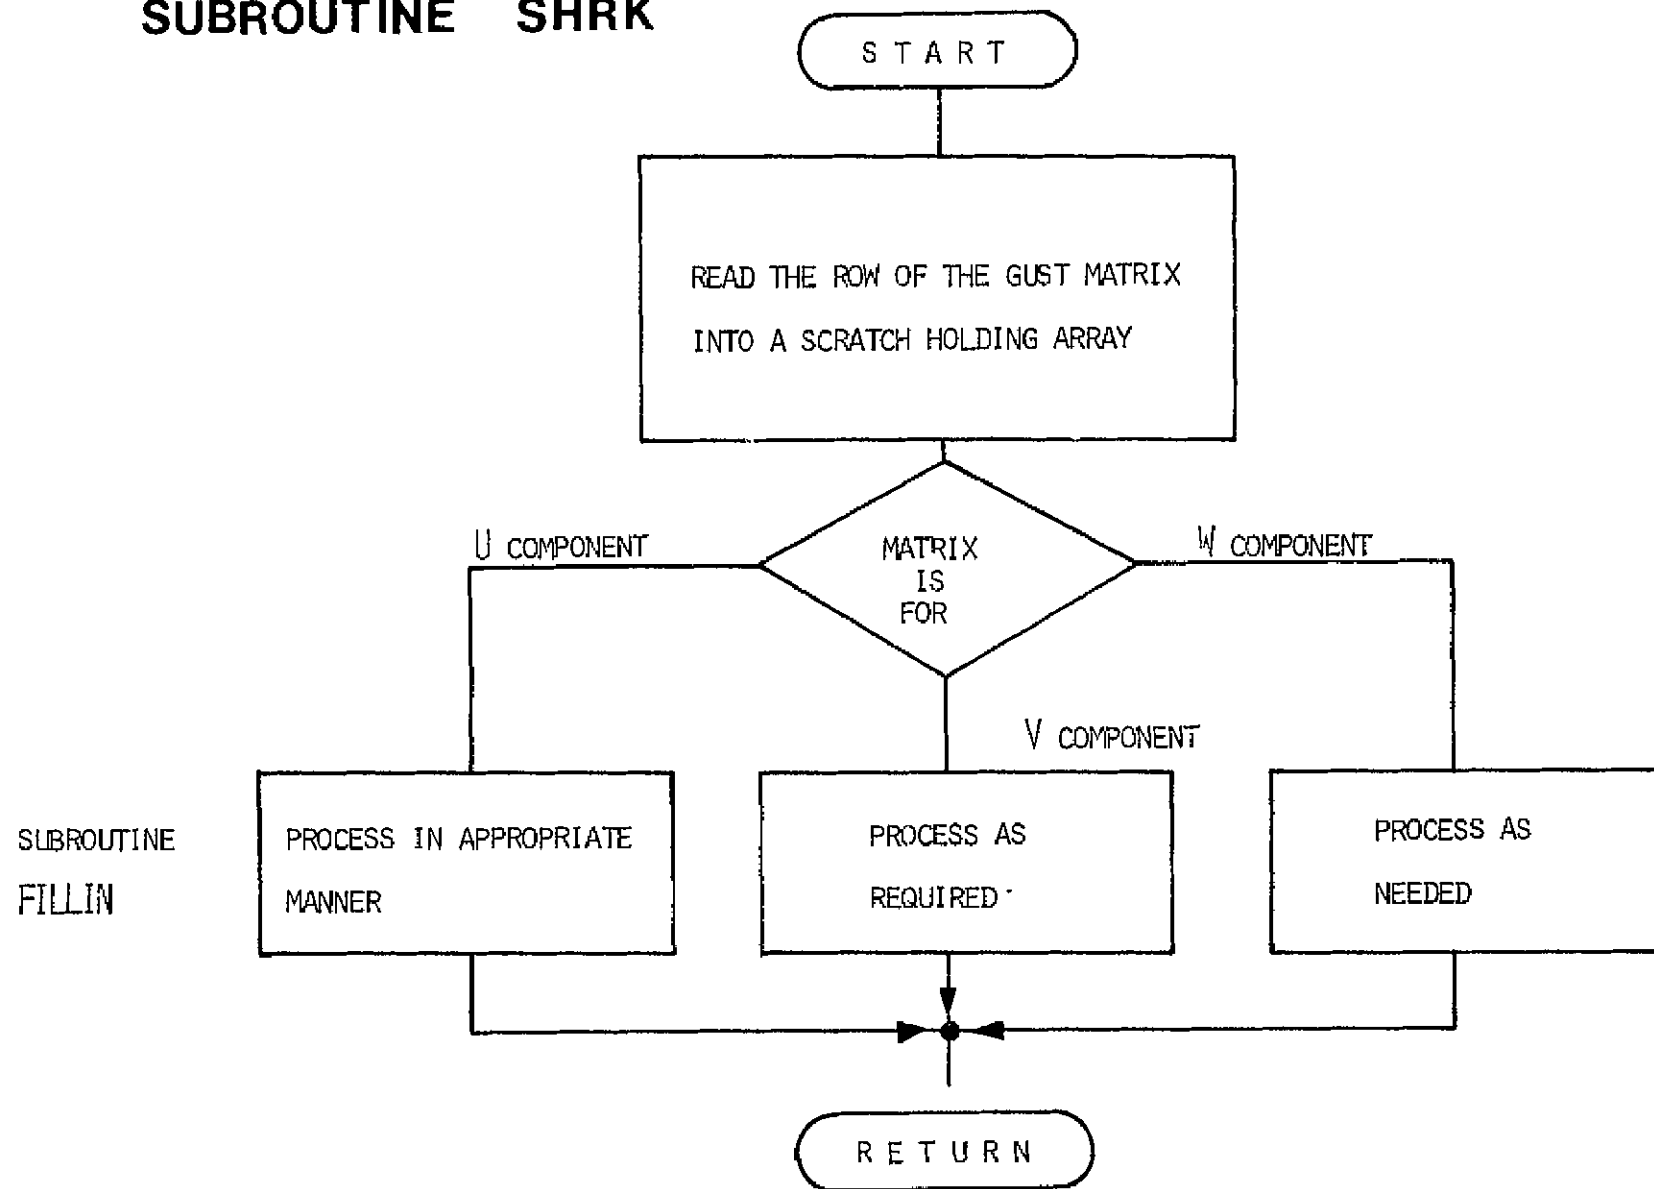 SUBROUTINE SHRK
START
READ THE ROW OF THE GUST MATRIX
INTO A SCRATCH HOLDING ARRAY
U COMPONENT
MATRIX
IS
FOR
W COMPONENT
V COMPONENT
SUBROUTINE
FILLIN
PROCESS IN APPROPRIATE
MANNER
PROCESS AS
REQUIRED
PROCESS AS
NEEDED
RETURN